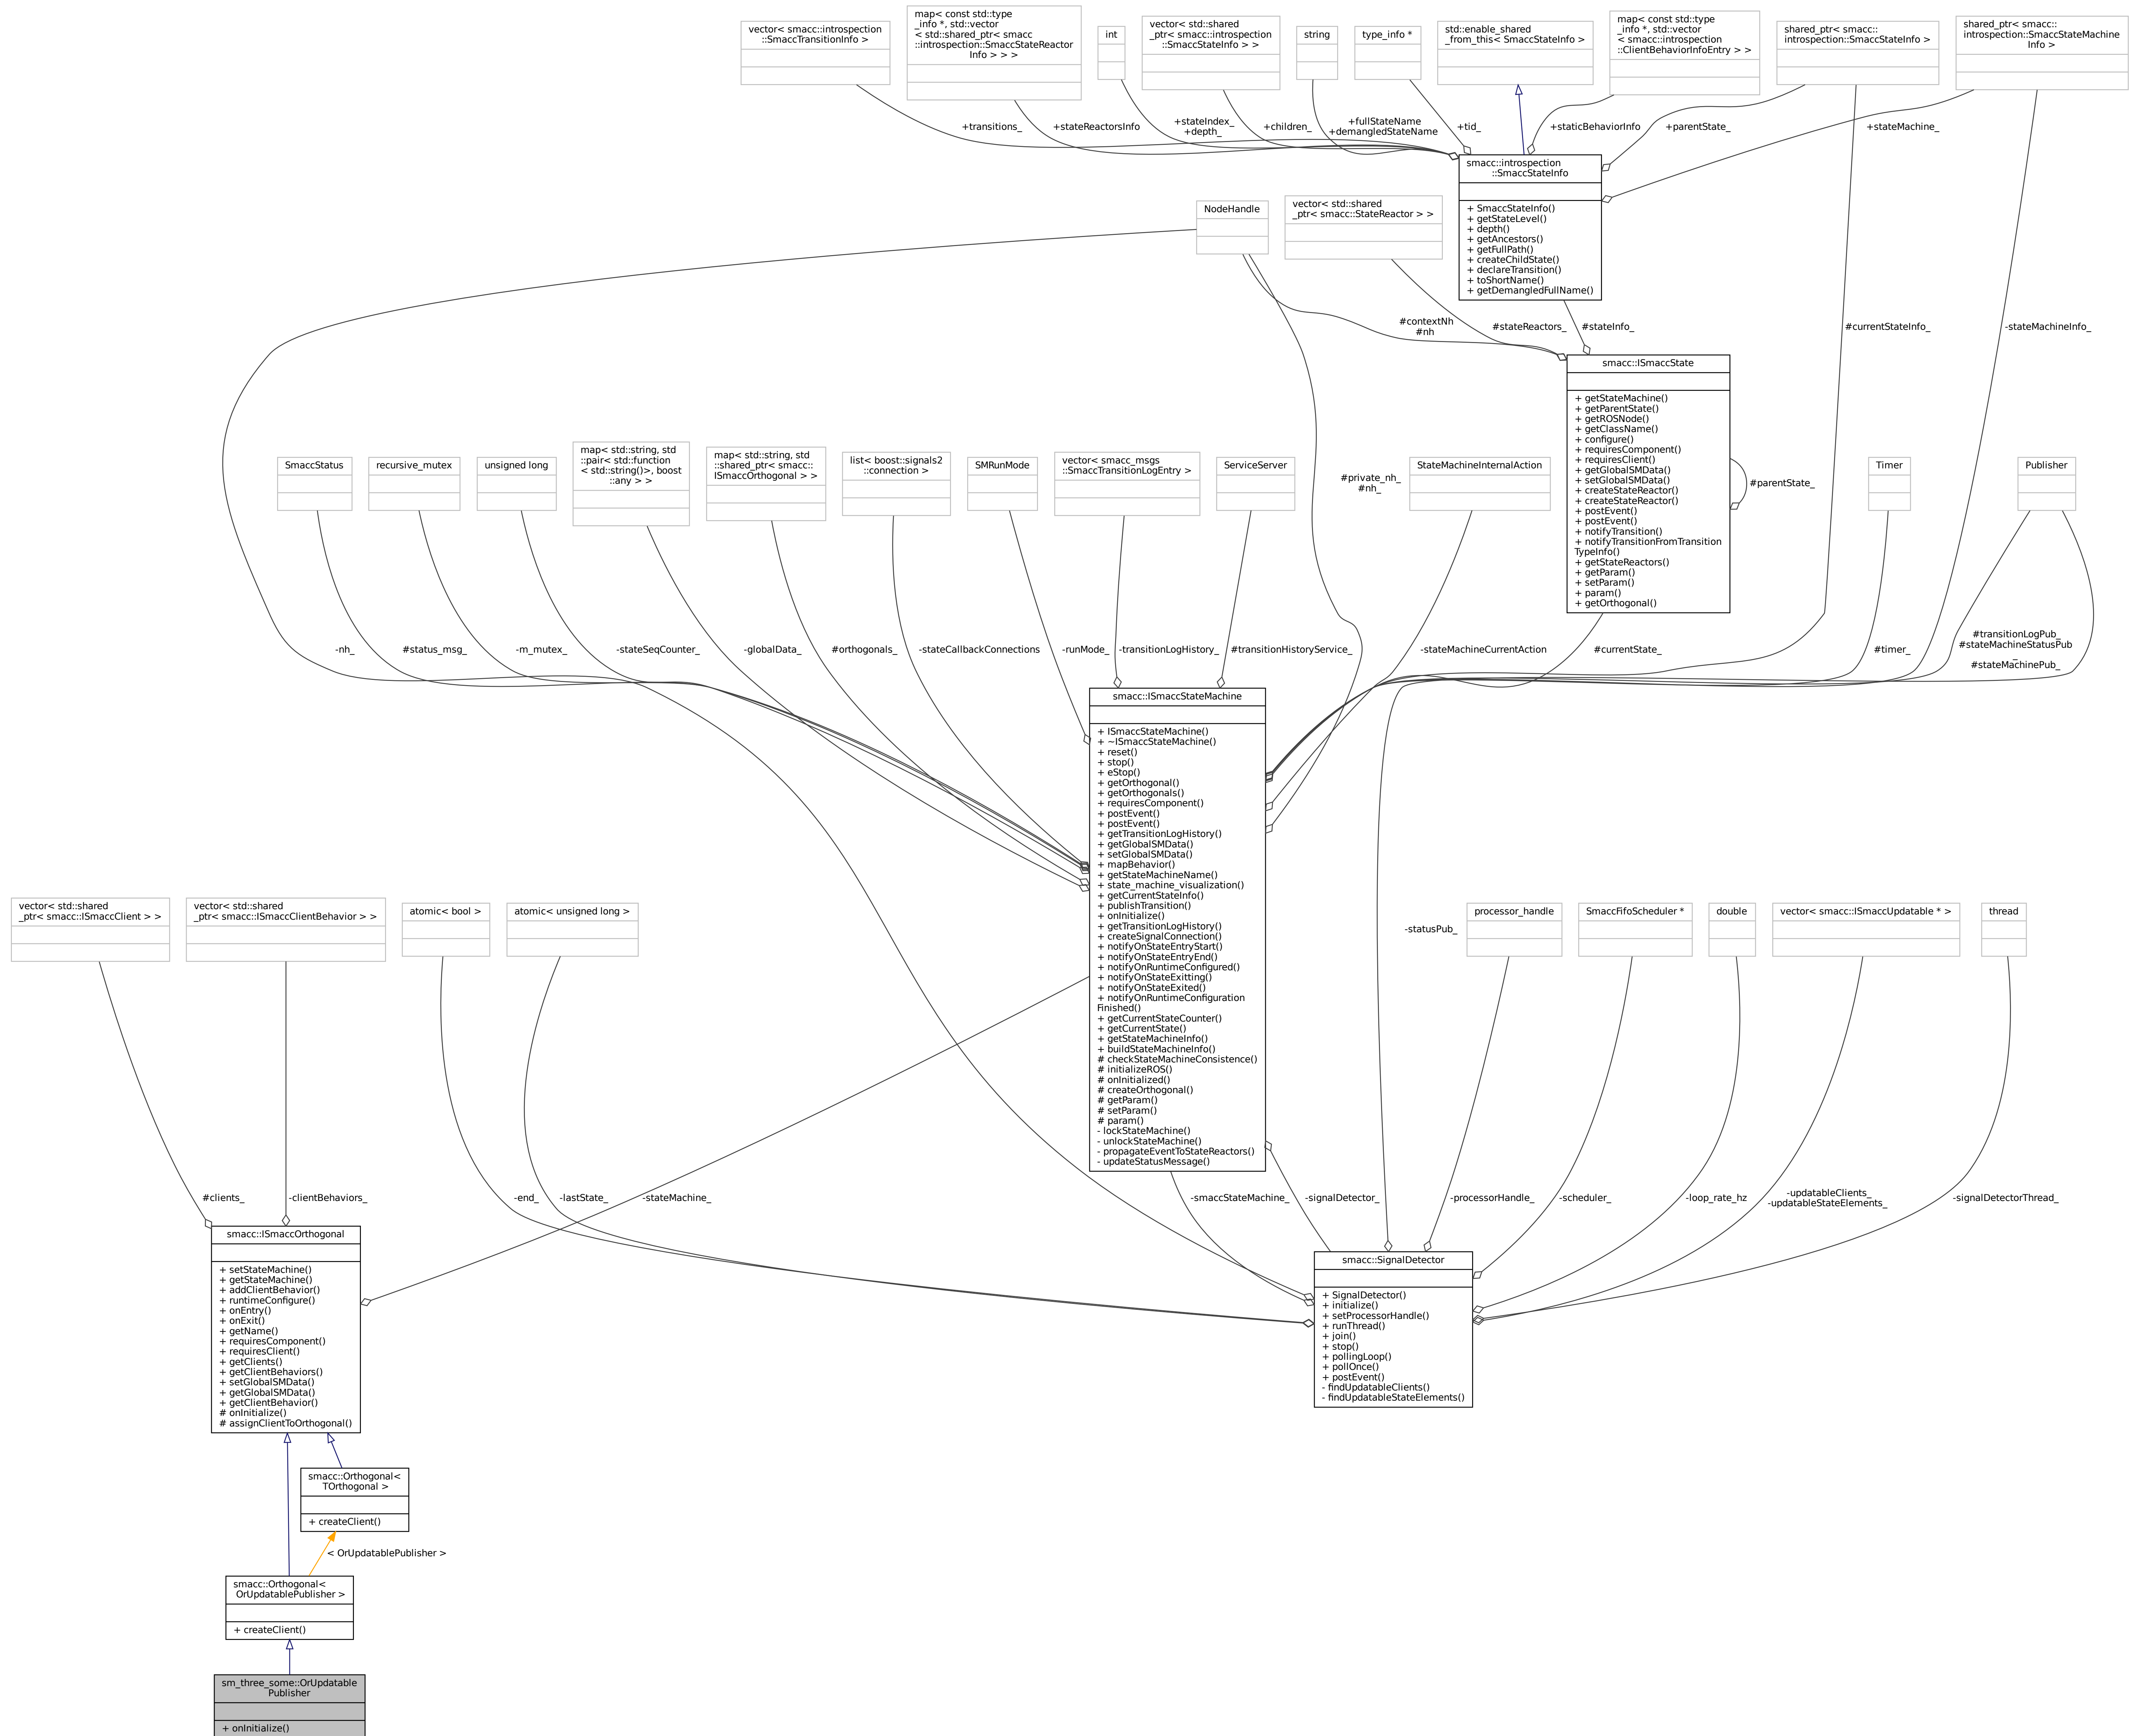 vector< smacc::introspection
::SmaccTransitionInfo >
map< const std::type
_info *, std::vector
< std::shared_ptr< smacc
::introspection::SmaccStateReactor
Info > > >
int
vector< std::shared
_ptr< smacc::introspection
::SmaccStateInfo > >
string
type_info *
std::enable_shared
_from_this< SmaccStateInfo >
map< const std::type
_info *, std::vector
< smacc::introspection
::ClientBehaviorInfoEntry > >
shared_ptr< smacc::
introspection::SmaccStateInfo >
shared_ptr< smacc::
introspection::SmaccStateMachine
Info >
+transitions_
+stateReactorsInfo
+stateIndex_
+depth_
+children_
+fullStateName
+demangledStateName
+tid_
+staticBehaviorInfo
+parentState_
+stateMachine_
smacc::introspection
::SmaccStateInfo
+ SmaccStateInfo()
+ getStateLevel()
+ depth()
+ getAncestors()
+ getFullPath()
+ createChildState()
+ declareTransition()
+ toShortName()
+ getDemangledFullName()
NodeHandle
vector< std::shared
_ptr< smacc::StateReactor > >
#contextNh
#nh
#stateReactors_
#stateInfo_
#currentStateInfo_
-stateMachineInfo_
smacc::ISmaccState
+ getStateMachine()
+ getParentState()
+ getROSNode()
+ getClassName()
+ configure()
+ requiresComponent()
+ requiresClient()
+ getGlobalSMData()
+ setGlobalSMData()
+ createStateReactor()
+ createStateReactor()
+ postEvent()
+ postEvent()
+ notifyTransition()
+ notifyTransitionFromTransition
TypeInfo()
+ getStateReactors()
+ getParam()
+ setParam()
+ param()
+ getOrthogonal()
#parentState_
SmaccStatus
recursive_mutex
unsigned long
map< std::string, std
::pair< std::function
< std::string()>, boost
::any > >
map< std::string, std
::shared_ptr< smacc::
ISmaccOrthogonal > >
list< boost::signals2
::connection >
SMRunMode
vector< smacc_msgs
::SmaccTransitionLogEntry >
ServiceServer
#private_nh_
#nh_
StateMachineInternalAction
Timer
Publisher
-nh_
#status_msg_
-m_mutex_
-stateSeqCounter_
-globalData_
#orthogonals_
-stateCallbackConnections
-runMode_
-transitionLogHistory_
#transitionHistoryService_
-stateMachineCurrentAction
#currentState_
#timer_
#transitionLogPub_
#stateMachineStatusPub
_
#stateMachinePub_
smacc::ISmaccStateMachine
+ ISmaccStateMachine()
+ ~ISmaccStateMachine()
+ reset()
+ stop()
+ eStop()
+ getOrthogonal()
+ getOrthogonals()
+ requiresComponent()
+ postEvent()
+ postEvent()
+ getTransitionLogHistory()
+ getGlobalSMData()
+ setGlobalSMData()
+ mapBehavior()
+ getStateMachineName()
+ state_machine_visualization()
+ getCurrentStateInfo()
+ publishTransition()
+ onInitialize()
+ getTransitionLogHistory()
+ createSignalConnection()
+ notifyOnStateEntryStart()
+ notifyOnStateEntryEnd()
+ notifyOnRuntimeConfigured()
+ notifyOnStateExitting()
+ notifyOnStateExited()
+ notifyOnRuntimeConfiguration
Finished()
+ getCurrentStateCounter()
+ getCurrentState()
+ getStateMachineInfo()
+ buildStateMachineInfo()
# checkStateMachineConsistence()
# initializeROS()
# onInitialized()
# createOrthogonal()
# getParam()
# setParam()
# param()
- lockStateMachine()
- unlockStateMachine()
- propagateEventToStateReactors()
- updateStatusMessage()
vector< std::shared
_ptr< smacc::ISmaccClient > >
vector< std::shared
_ptr< smacc::ISmaccClientBehavior > >
atomic< bool >
atomic< unsigned long >
-statusPub_
processor_handle
SmaccFifoScheduler *
double
vector< smacc::ISmaccUpdatable * >
thread
#clients_
-clientBehaviors_
-end_
-lastState_
-stateMachine_
-smaccStateMachine_
-signalDetector_
-processorHandle_
-scheduler_
-loop_rate_hz
-updatableClients_
-updatableStateElements_
-signalDetectorThread_
smacc::ISmaccOrthogonal
+ setStateMachine()
+ getStateMachine()
+ addClientBehavior()
+ runtimeConfigure()
+ onEntry()
+ onExit()
+ getName()
+ requiresComponent()
+ requiresClient()
+ getClients()
+ getClientBehaviors()
+ setGlobalSMData()
+ getGlobalSMData()
+ getClientBehavior()
# onInitialize()
# assignClientToOrthogonal()
smacc::SignalDetector
+ SignalDetector()
+ initialize()
+ setProcessorHandle()
+ runThread()
+ join()
+ stop()
+ pollingLoop()
+ pollOnce()
+ postEvent()
- findUpdatableClients()
- findUpdatableStateElements()
smacc::Orthogonal<
TOrthogonal >
+ createClient()
< OrUpdatablePublisher >
smacc::Orthogonal<
OrUpdatablePublisher >
+ createClient()
sm_three_some::OrUpdatable
Publisher
+ onInitialize()